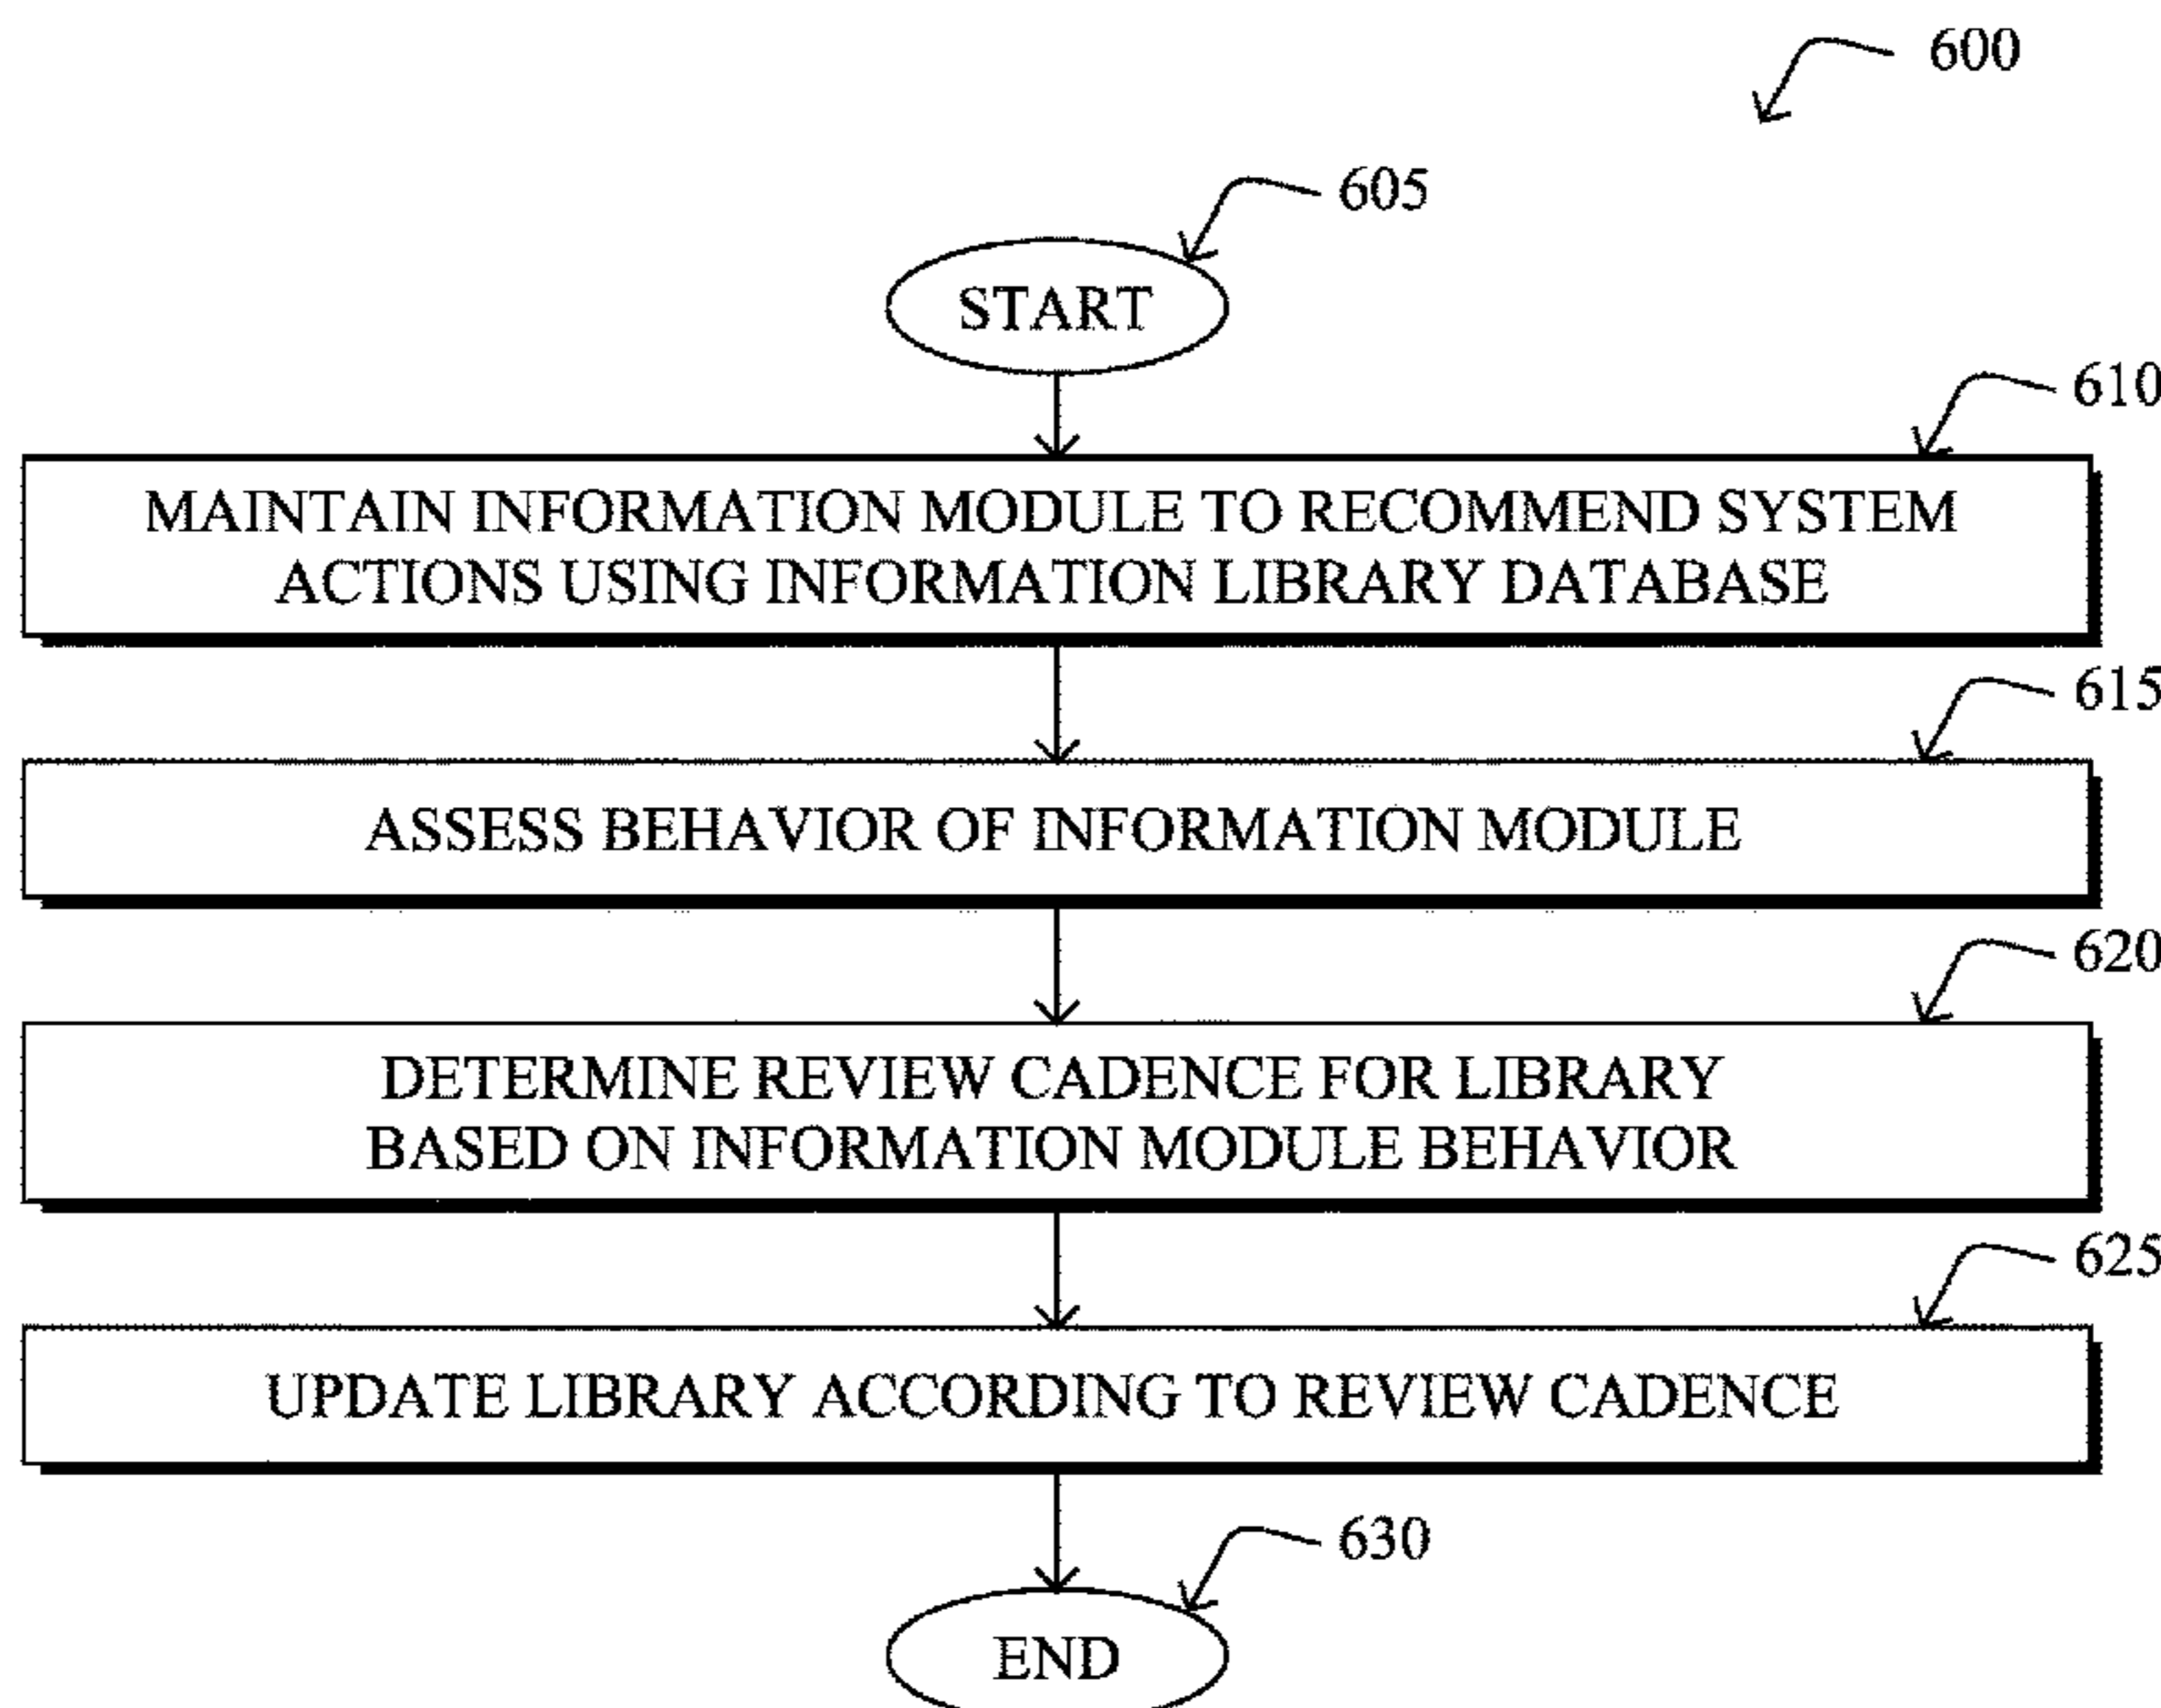 600
605
START
610
MAINTAIN INFORMATION MODULE TO RECOMMEND SYSTEM
ACTIONS USING INFORMATION LIBRARY DATABASE
615
ASSESS BEHAVIOR OF INFORMATION MODULE
620
DETERMINE REVIEW CADENCE FOR LIBRARY
BASED ON INFORMATION MODULE BEHAVIOR
625
UPDATE LIBRARY ACCORDING TO REVIEW CADENCE
630
END